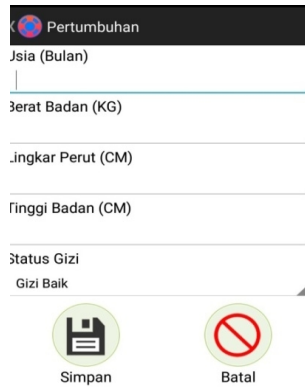 Pertumbuhan
Usia (Bulan)
Berat Badan (KG)
Lingkar Perut (CM)
Tinggi Badan (CM)
Status Gizi
Gizi Baik
Simpan
Batal